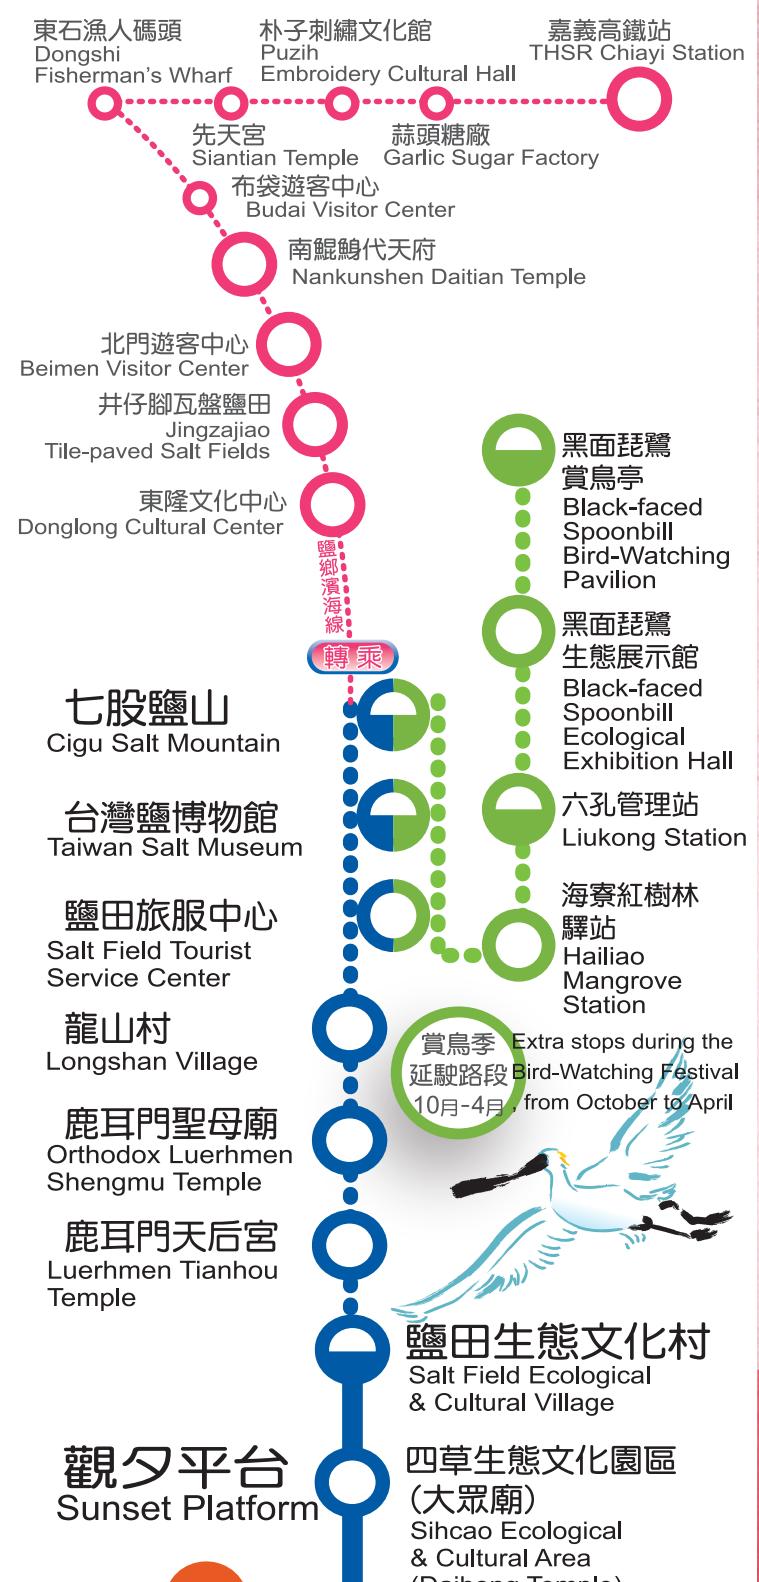 東石漁人碼頭
Dongshi
Fisherman's Wharf
朴子刺繡文化館
Puzih
Embroidery Cultural Hall
嘉義高鐵站
THSR Chiayi Station
先天宮
Siantian Temple
蒜頭糖廠
Garlic Sugar Factory
布袋遊客中心
Budai Visitor Center
南鯤鯓代天府
Nankunshen Daitian Temple
北門遊客中心
Beimen Visitor Center
井仔腳瓦盤鹽田
Jingzajiao
Tile-paved Salt Fields
東隆文化中心
Donglong Cultural Center
鹽鄉濱海線
轉乘
黑面琵鷺
賞鳥亭
Black-faced
Spoonbill
Bird-Watching
Pavilion
黑面琵鷺
生態展示館
Black-faced
Spoonbill
Ecological
Exhibition Hall
六孔管理站
Liukong Station
海寮紅樹林
驛站
Hailiao
Mangrove
Station
七股鹽山
Cigu Salt Mountain
台灣鹽博物館
Taiwan Salt Museum
鹽田旅服中心
Salt Field Tourist
Service Center
龍山村
Longshan Village
賞鳥季
延駛路段
10月-4月
Extra stops during the
Bird-Watching Festival
, from October to April
鹿耳門聖母廟
Orthodox Luerhmen
Shengmu Temple
鹿耳門天后宮
Luerhmen Tianhou
Temple
鹽田生態文化村
Salt Field Ecological
& Cultural Village
觀夕平台
Sunset Platform
四草生態文化園區
(大眾廟)
Sihcao Ecological
& Cultural Area